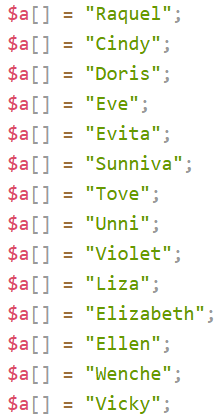 $a[] = "Raquel";
$a[] = "Cindy";
$a[] = "Doris";
$a[] = "Eve";
$a[] = "Evita";
$a[] = "Sunniva";
$a[] = "Tove";
$a[] = "Unni";
$a[] = "Violet";
$a[] = "Liza";
$a[] = "Elizabeth";
$a[] = "Ellen";
$a[] = "Wenche";
$a[] = "Vicky";